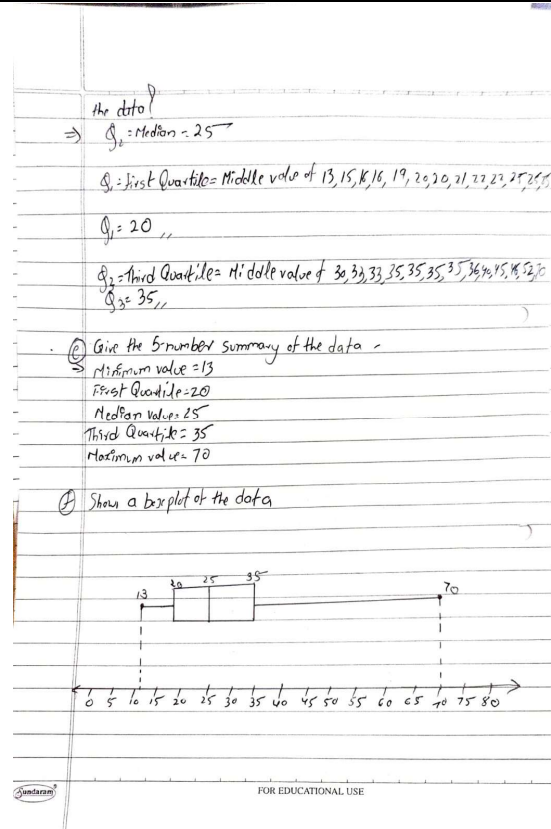 the data?
⇒ Q₂ = Median = 25
Q₁ = First Quartile = Middle value of 13, 15, 16, 16, 19, 20, 20, 21, 22, 22, 25, 25,
Q₁ = 20 ,,
Q₃ = Third Quartile = Middle value of 30, 33, 33, 35, 35, 35, 35, 36, 40, 45, 46, 52, 70
Q₃ = 35 ,,
(e) Give the 5-number summary of the data -
⇒ Minimum value = 13
First Quartile = 20
Median value = 25
Third Quartile = 35
Maximum value = 70
(f) Show a boxplot of the data
13 20 25 35 70
0 5 10 15 20 25 30 35 40 45 50 55 60 65 70 75 80
Sundaram
FOR EDUCATIONAL USE